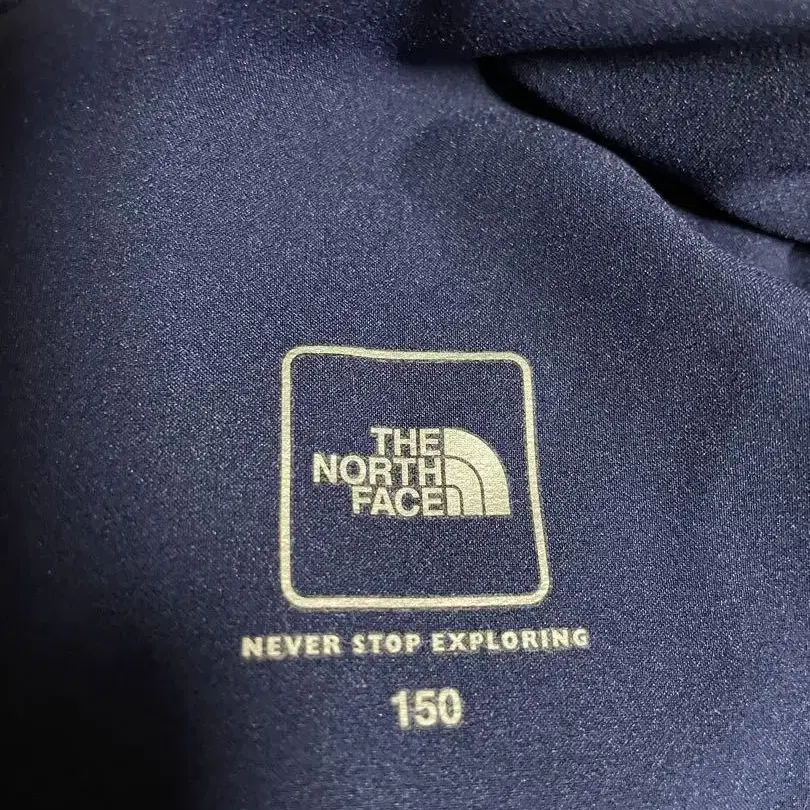 THE
NORTH
FACE
NEVER STOP EXPLORING
150